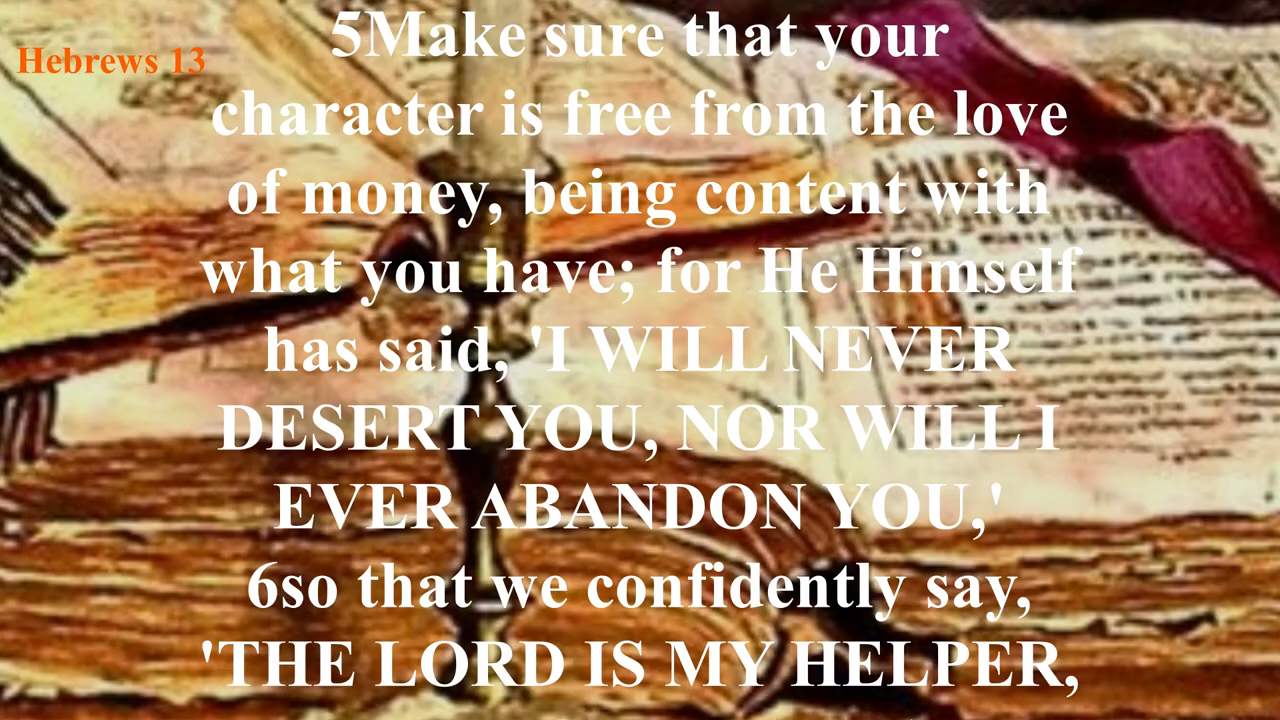 Hebrews 13
5Make sure that your
character is free from the love
of money, being content with
what you have; for He Himself
has said, 'I WILL NEVER
DESERT YOU, NOR WILL I
EVER ABANDON YOU,'
6so that we confidently say,
'THE LORD IS MY HELPER,